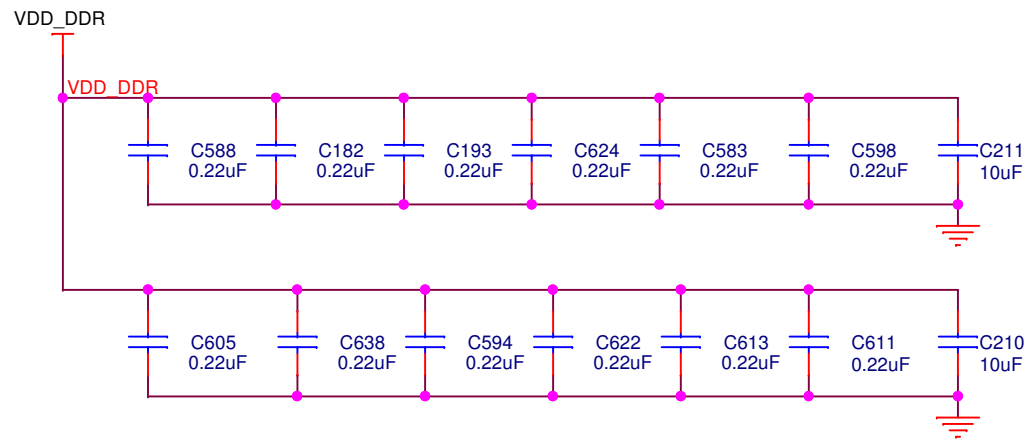 VDD_DDR
VDD_DDR
C588 C182 C193 C624 C583 C598 C211
0.22uF 0.22uF 0.22uF 0.22uF 0.22uF 0.22uF 10uF
C605 C638 C594 C622 C613 C611 C210
0.22uF 0.22uF 0.22uF 0.22uF 0.22uF 0.22uF 10uF